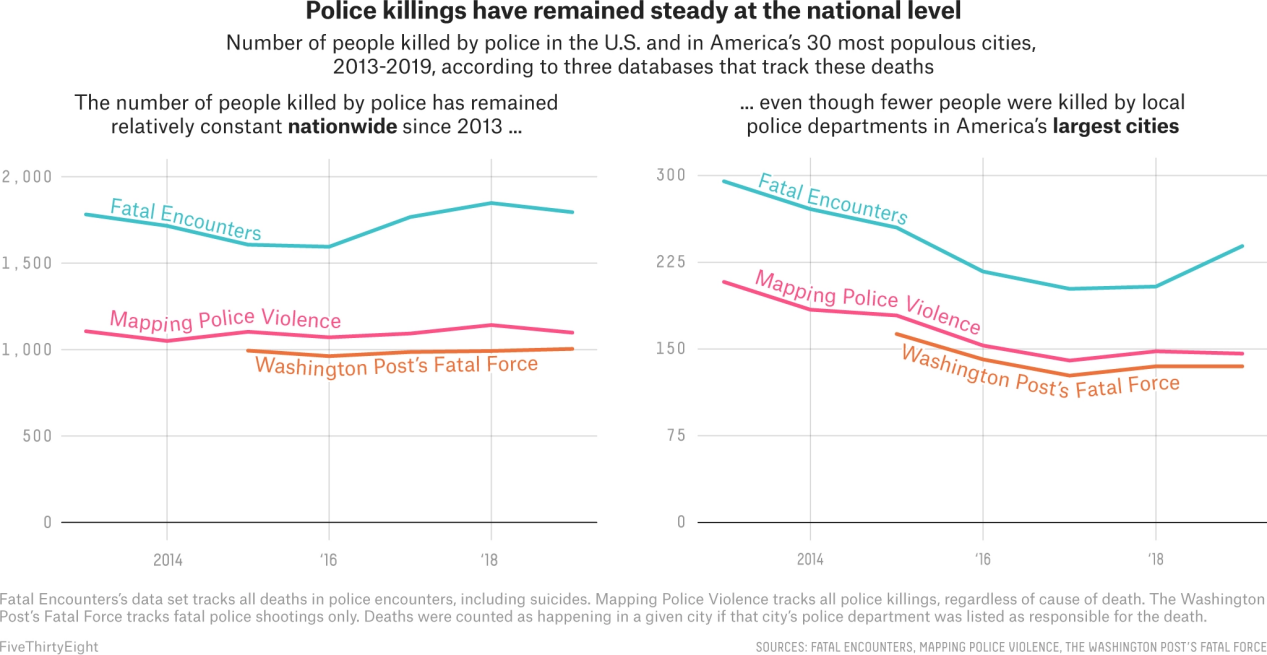 Police killings have remained steady at the national level
Number of people killed by police in the U.S. and in America's 30 most populous cities,
2013-2019, according to three databases that track these deaths
The number of people killed by police has remained
relatively constant nationwide since 2013 ...
2,000
1,500
1,000
500
0
Fatal Encounters
Mapping Police Violence
Washington Post's Fatal Force
2014
'16
'18
... even though fewer people were killed by local
police departments in America's largest cities
300
225
150
75
0
Fatal Encounters
Mapping Police Violence
Washington Post's Fatal Force
2014
'16
'18
Fatal Encounters's data set tracks all deaths in police encounters, including suicides. Mapping Police Violence tracks all police killings, regardless of cause of death. The Washington
Post's Fatal Force tracks fatal police shootings only. Deaths were counted as happening in a given city if that city's police department was listed as responsible for the death.
FiveThirtyEight
SOURCES: FATAL ENCOUNTERS, MAPPING POLICE VIOLENCE, THE WASHINGTON POST'S FATAL FORCE